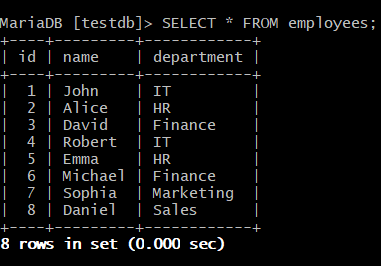 MariaDB [testdb]> SELECT * FROM employees;
+----+---------+------------+
| id | name    | department |
+----+---------+------------+
|  1 | John    | IT         |
|  2 | Alice   | HR         |
|  3 | David   | Finance    |
|  4 | Robert  | IT         |
|  5 | Emma    | HR         |
|  6 | Michael | Finance    |
|  7 | Sophia  | Marketing  |
|  8 | Daniel  | Sales      |
+----+---------+------------+
8 rows in set (0.000 sec)